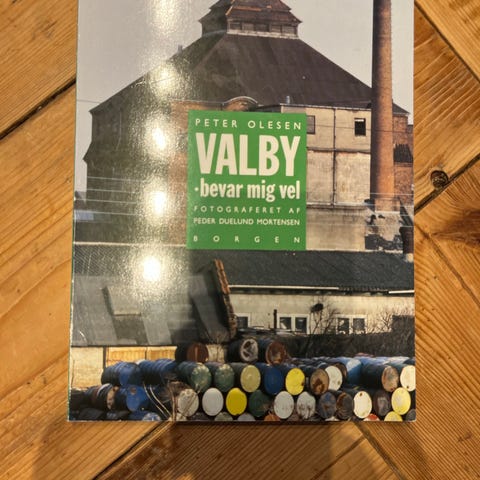 PETER OLESEN
VALBY
•bevar mig vel
FOTOGRAFERET AF
PEDER DUELUND MORTENSEN
BORGEN